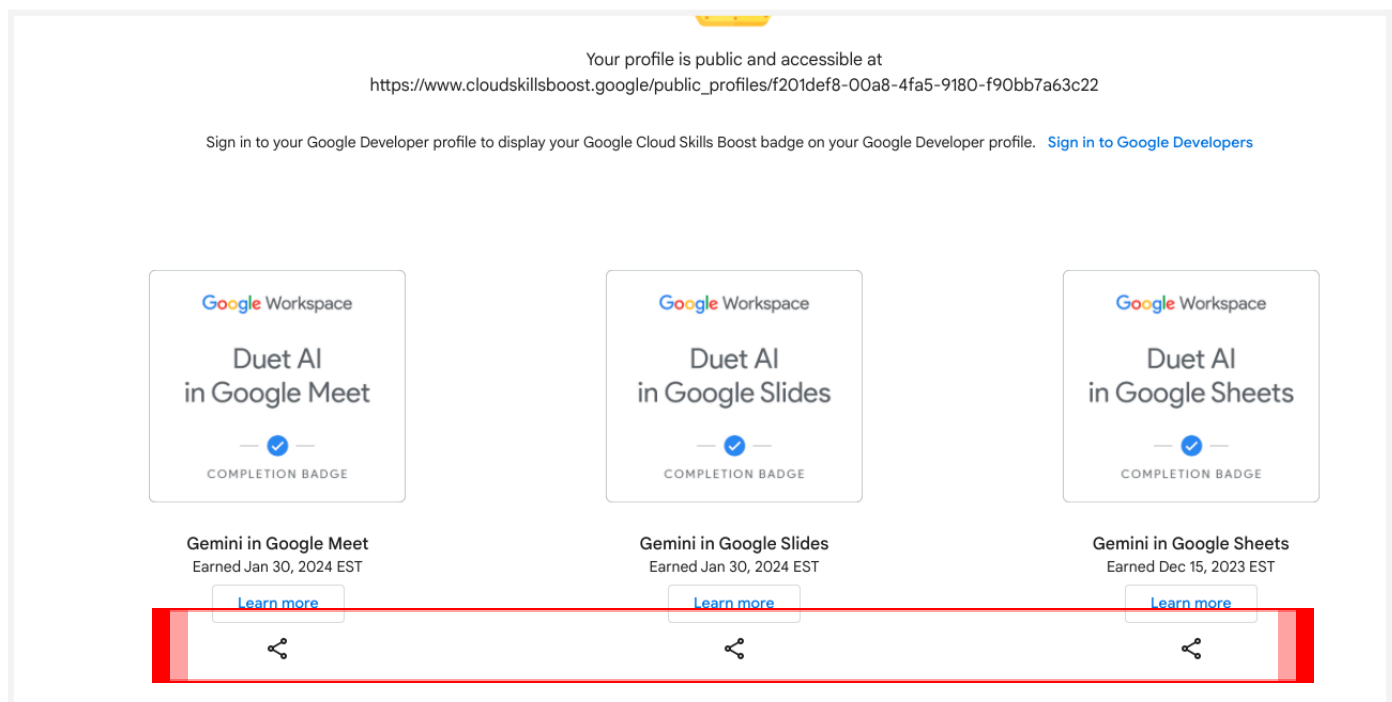 Your profile is public and accessible at
https://www.cloudskillsboost.google/public_profiles/f201def8-00a8-4fa5-9180-f90bb7a63c22
Sign in to your Google Developer profile to display your Google Cloud Skills Boost badge on your Google Developer profile. Sign in to Google Developers
Google Workspace
Duet AI
in Google Meet
COMPLETION BADGE
Gemini in Google Meet
Earned Jan 30, 2024 EST
Learn more
Google Workspace
Duet AI
in Google Slides
COMPLETION BADGE
Gemini in Google Slides
Earned Jan 30, 2024 EST
Learn more
Google Workspace
Duet AI
in Google Sheets
COMPLETION BADGE
Gemini in Google Sheets
Earned Dec 15, 2023 EST
Learn more